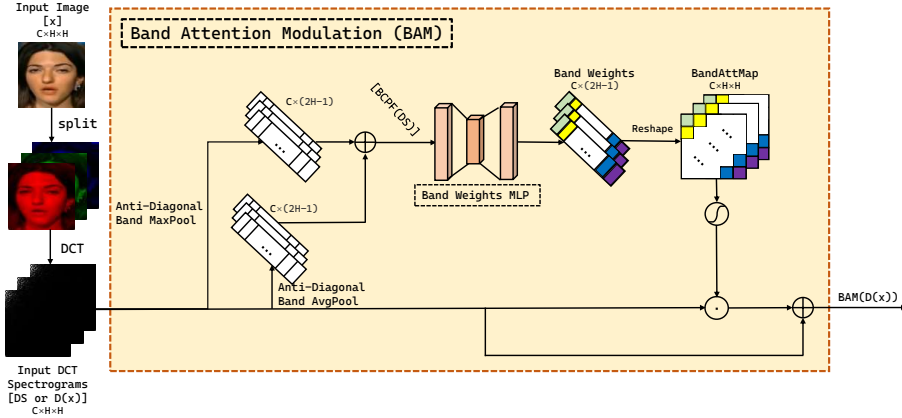 Input Image
[x]
C×H×H
split
DCT
Input DCT
Spectrograms
[DS or D(x)]
C×H×H
Band Attention Modulation (BAM)
Anti-Diagonal
Band MaxPool
C×(2H-1)
...
C×(2H-1)
...
Anti-Diagonal
Band AvgPool
[BCPF(DS)]
Band Weights MLP
Band Weights
C×(2H-1)
...
Reshape
BandAttMap
C×H×H
...
...
...
BAM(D(x))